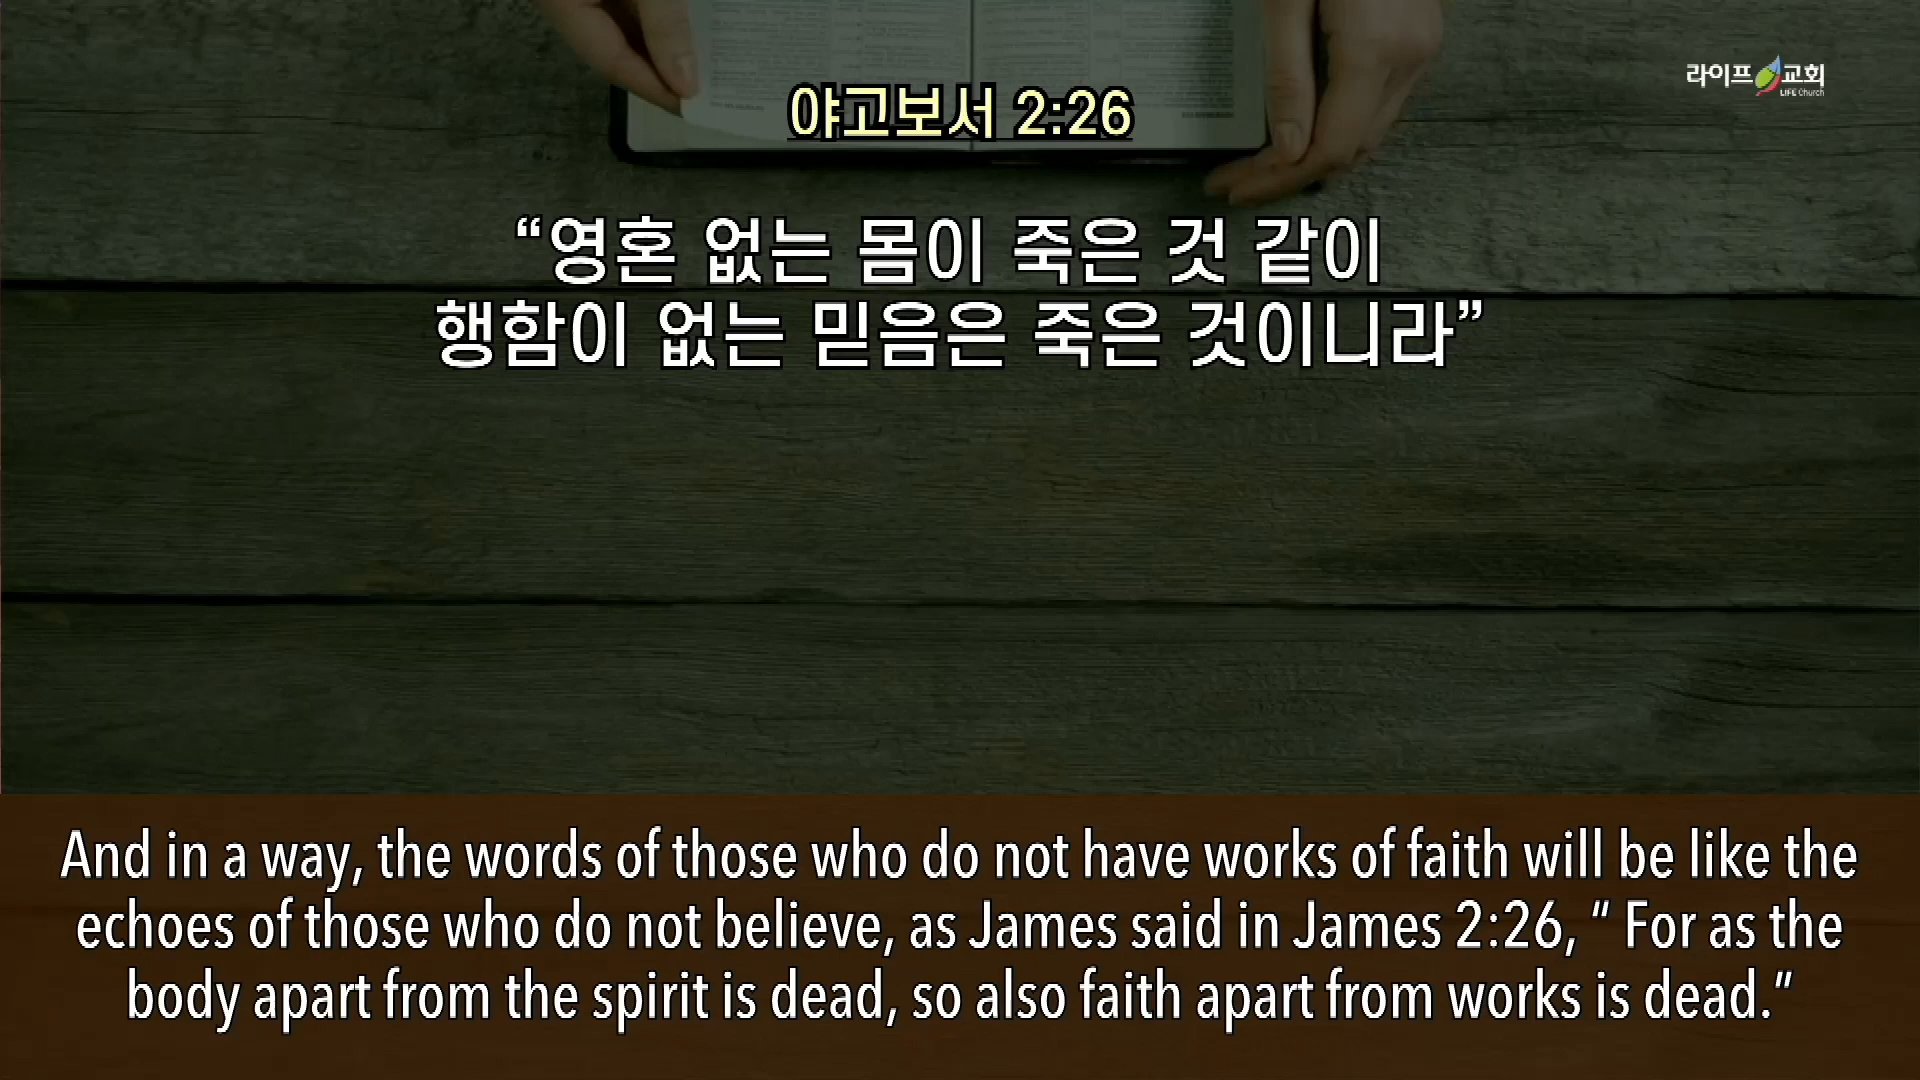 라이프 교회
LIFE Church
야고보서 2:26
“영혼 없는 몸이 죽은 것 같이
행함이 없는 믿음은 죽은 것이니라”
And in a way, the words of those who do not have works of faith will be like the
echoes of those who do not believe, as James said in James 2:26, “ For as the
body apart from the spirit is dead, so also faith apart from works is dead.”